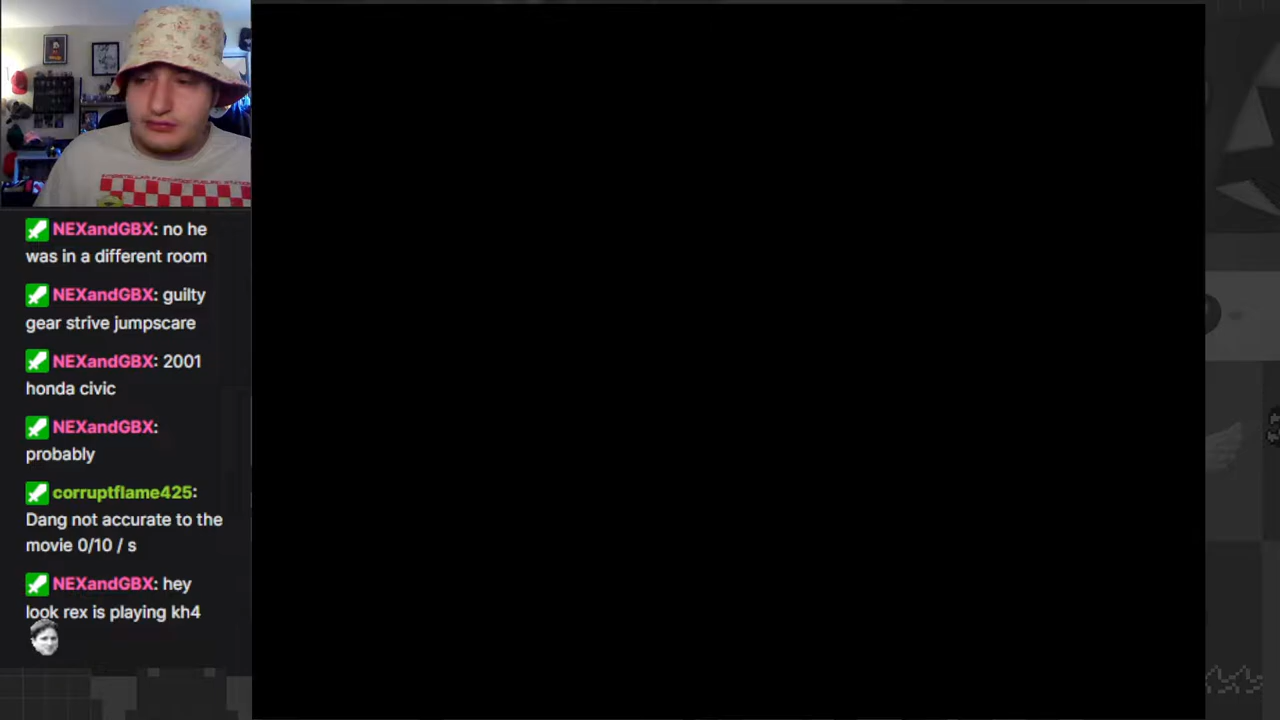 NEXandGBX: no he
was in a different room
NEXandGBX: guilty
gear strive jumpscare
NEXandGBX: 2001
honda civic
NEXandGBX:
probably
corruptflame425:
Dang not accurate to the
movie 0/10 / s
NEXandGBX: hey
look rex is playing kh4